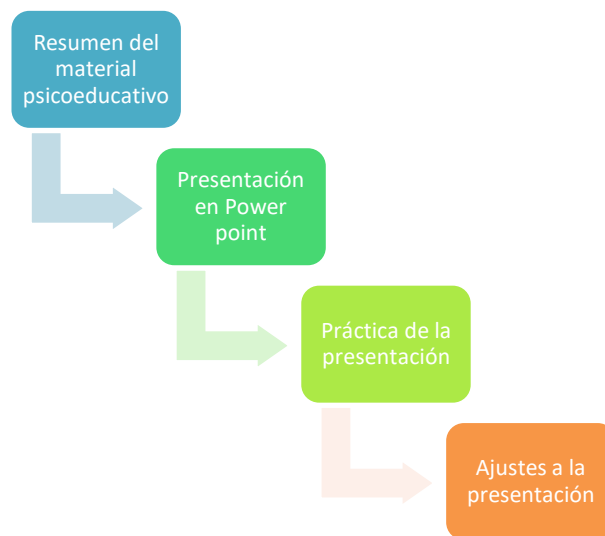 Resumen del
material
psicoeducativo
Presentación
en Power
point
Práctica de la
presentación
Ajustes a la
presentación